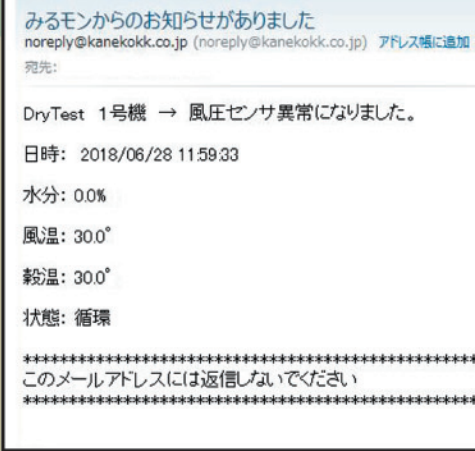 みるモンからのお知らせがありました
noreply@kanekokk.co.jp (noreply@kanekokk.co.jp) アドレス帳に追加
宛先:
DryTest 1号機 → 風圧センサ異常になりました。
日時: 2018/06/28 11:59:33
水分: 0.0%
風温: 30.0°
穀温: 30.0°
状態: 循環
**************************************************
このメールアドレスには返信しないでください
**************************************************